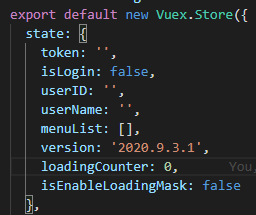 export default new Vuex.Store({
  state: {
    token: '',
    isLogin: false,
    userID: '',
    userName: '',
    menuList: [],
    version: '2020.9.3.1',
    loadingCounter: 0,     You,
    isEnableLoadingMask: false
  },